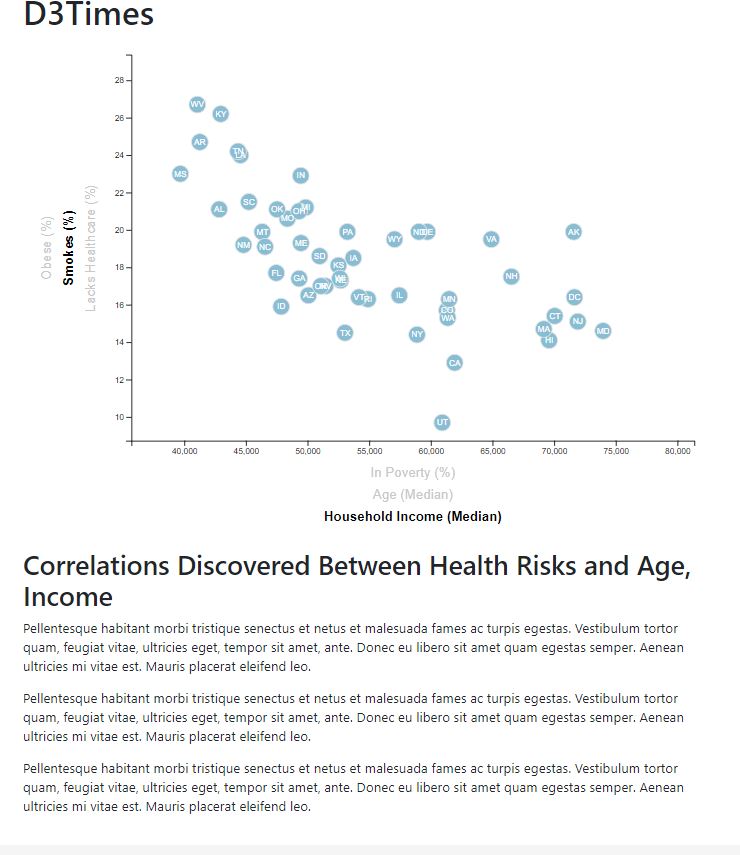 D3Times
28
26
24
22
20
18
16
14
12
10
Obese (%)
Smokes (%)
Lacks Healthcare (%)
WV
KY
AR
TN
LA
MS
IN
SC
AL
OK
OH
MI
MO
MT
PA
ND
DE
AK
WY
VA
NM
NC
ME
SD
IA
KS
FL
GA
NH
OR
NV
AZ
VT
RI
IL
MN
DC
ID
CO
WA
CT
NJ
TX
NY
MA
MD
HI
CA
UT
40,000 45,000 50,000 55,000 60,000 65,000 70,000 75,000 80,000
In Poverty (%)
Age (Median)
Household Income (Median)
Correlations Discovered Between Health Risks and Age,
Income
Pellentesque habitant morbi tristique senectus et netus et malesuada fames ac turpis egestas. Vestibulum tortor
quam, feugiat vitae, ultricies eget, tempor sit amet, ante. Donec eu libero sit amet quam egestas semper. Aenean
ultricies mi vitae est. Mauris placerat eleifend leo.
Pellentesque habitant morbi tristique senectus et netus et malesuada fames ac turpis egestas. Vestibulum tortor
quam, feugiat vitae, ultricies eget, tempor sit amet, ante. Donec eu libero sit amet quam egestas semper. Aenean
ultricies mi vitae est. Mauris placerat eleifend leo.
Pellentesque habitant morbi tristique senectus et netus et malesuada fames ac turpis egestas. Vestibulum tortor
quam, feugiat vitae, ultricies eget, tempor sit amet, ante. Donec eu libero sit amet quam egestas semper. Aenean
ultricies mi vitae est. Mauris placerat eleifend leo.